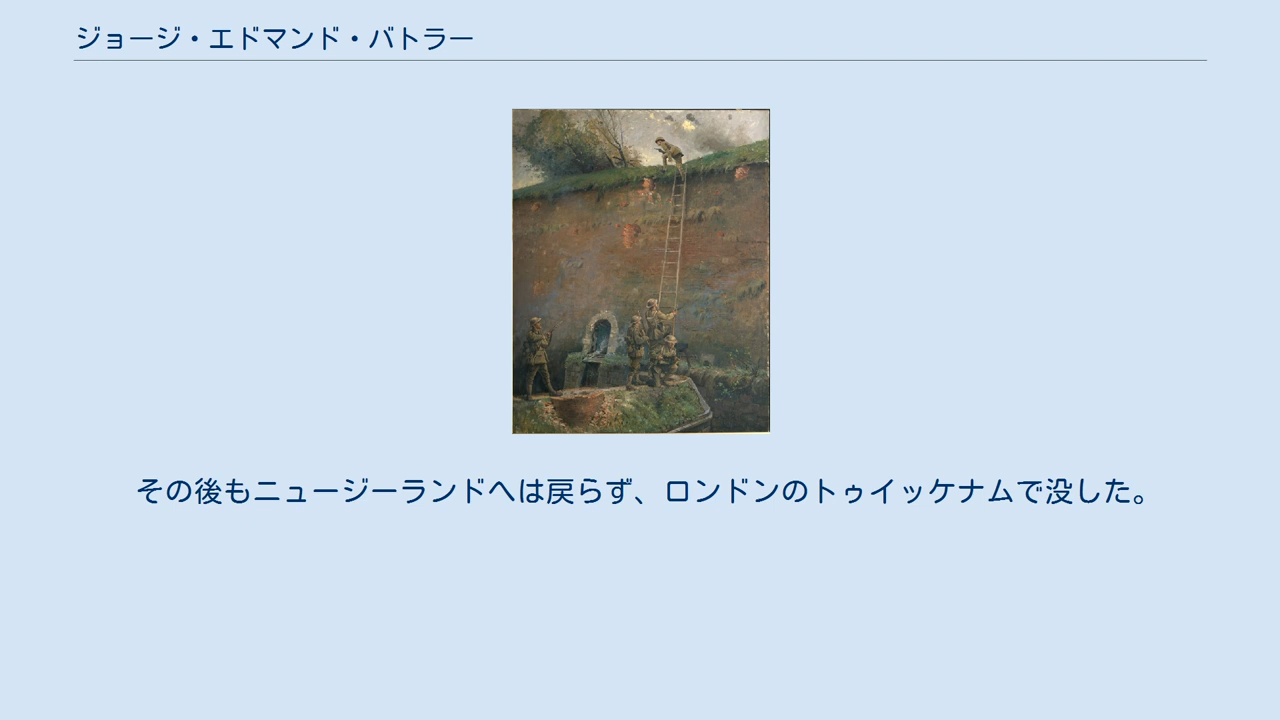 ジョージ・エドマンド・バトラー
その後もニュージーランドへは戻らず、ロンドンのトゥイッケナムで没した。